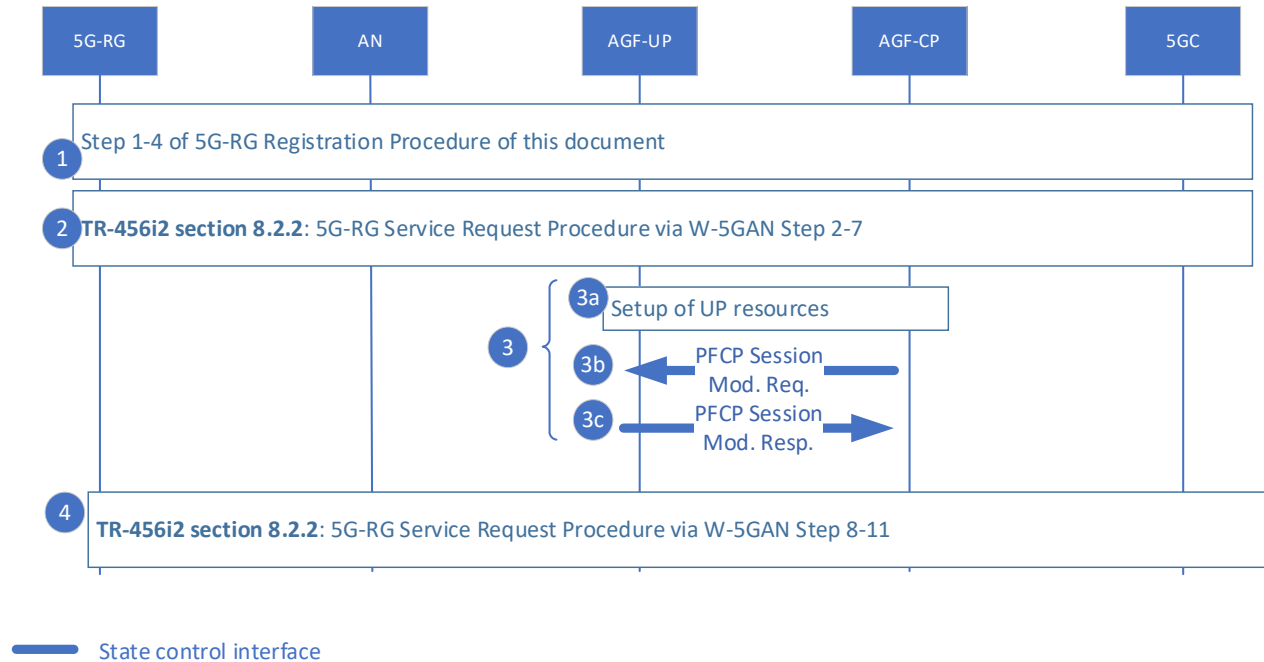 5G-RG
AN
AGF-UP
AGF-CP
5GC
Step 1-4 of 5G-RG Registration Procedure of this document
1
2
TR-456i2 section 8.2.2: 5G-RG Service Request Procedure via W-5GAN Step 2-7
3a
Setup of UP resources
3
3b
PFCP Session
Mod. Req.
3c
PFCP Session
Mod. Resp.
4
TR-456i2 section 8.2.2: 5G-RG Service Request Procedure via W-5GAN Step 8-11
State control interface